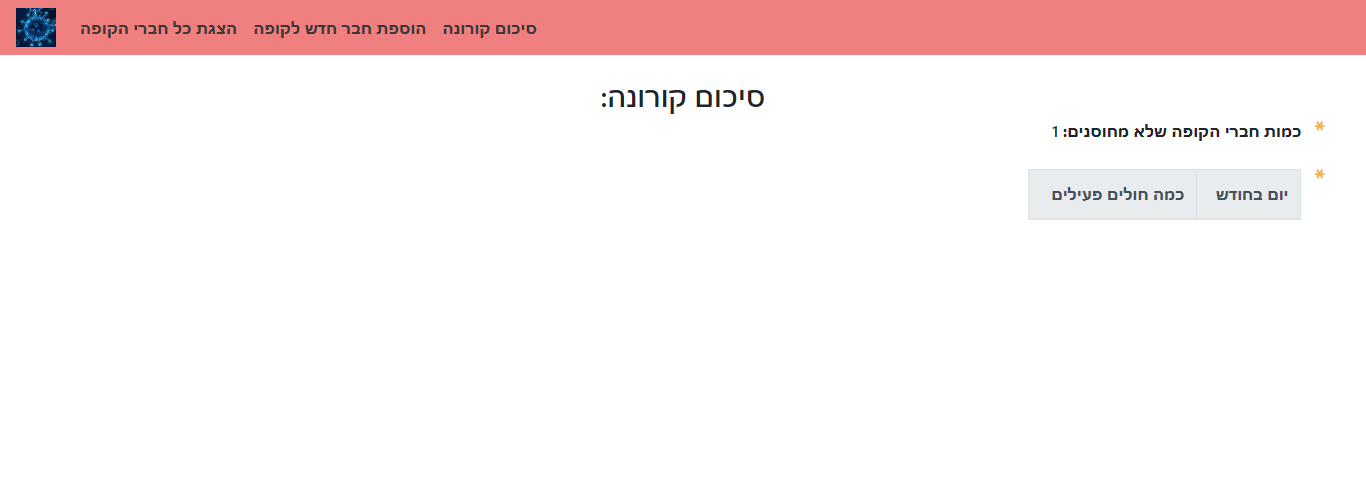 סיכום קורונה הוספת חבר חדש לקופה הצגת כל חברי הקופה
סיכום קורונה:
* כמות חברי הקופה שלא מחוסנים: 1
*
יום בחודש כמה חולים פעילים